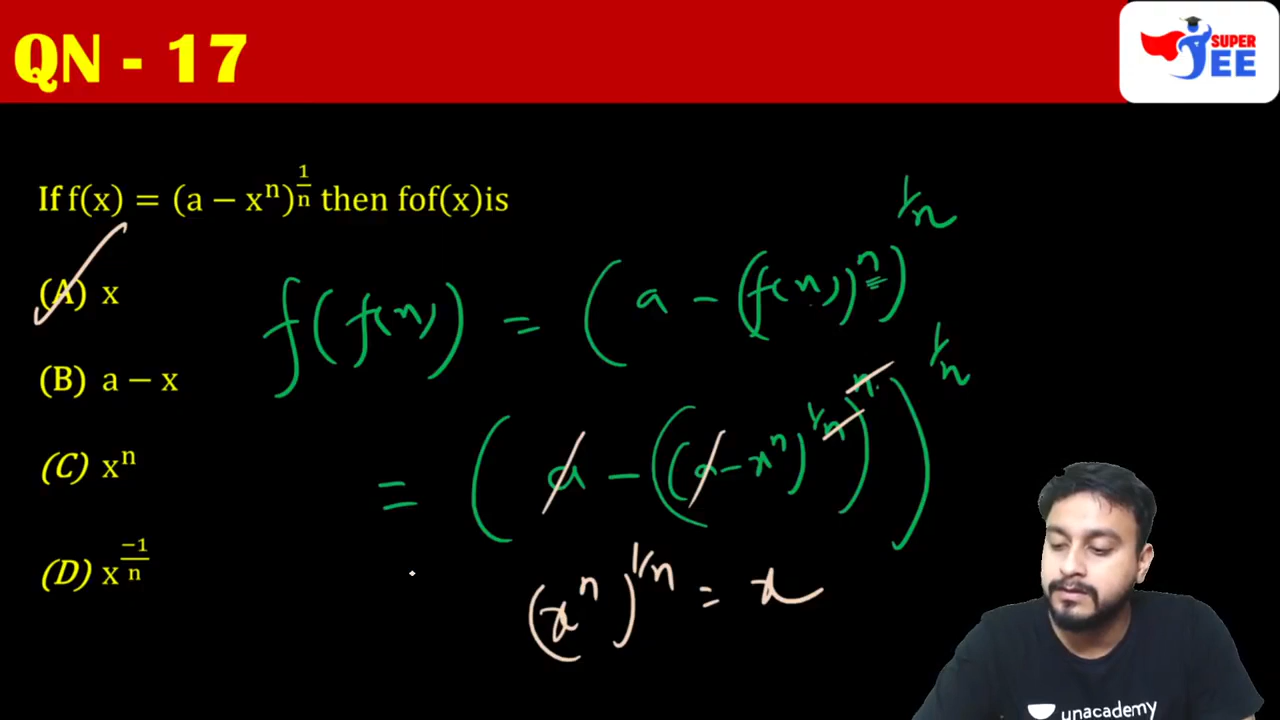 QN - 17
SUPER
JEE
If f(x) = (a − xⁿ)^(1/n) then fof(x)is
(A) x
(B) a − x
(C) xⁿ
(D) x^(−1/n)
f(f(x)) = (a − (f(x))ⁿ)^(1/n)
= (a − ((a − xⁿ)^(1/n))ⁿ)^(1/n)
(xⁿ)^(1/n) = x
unacademy